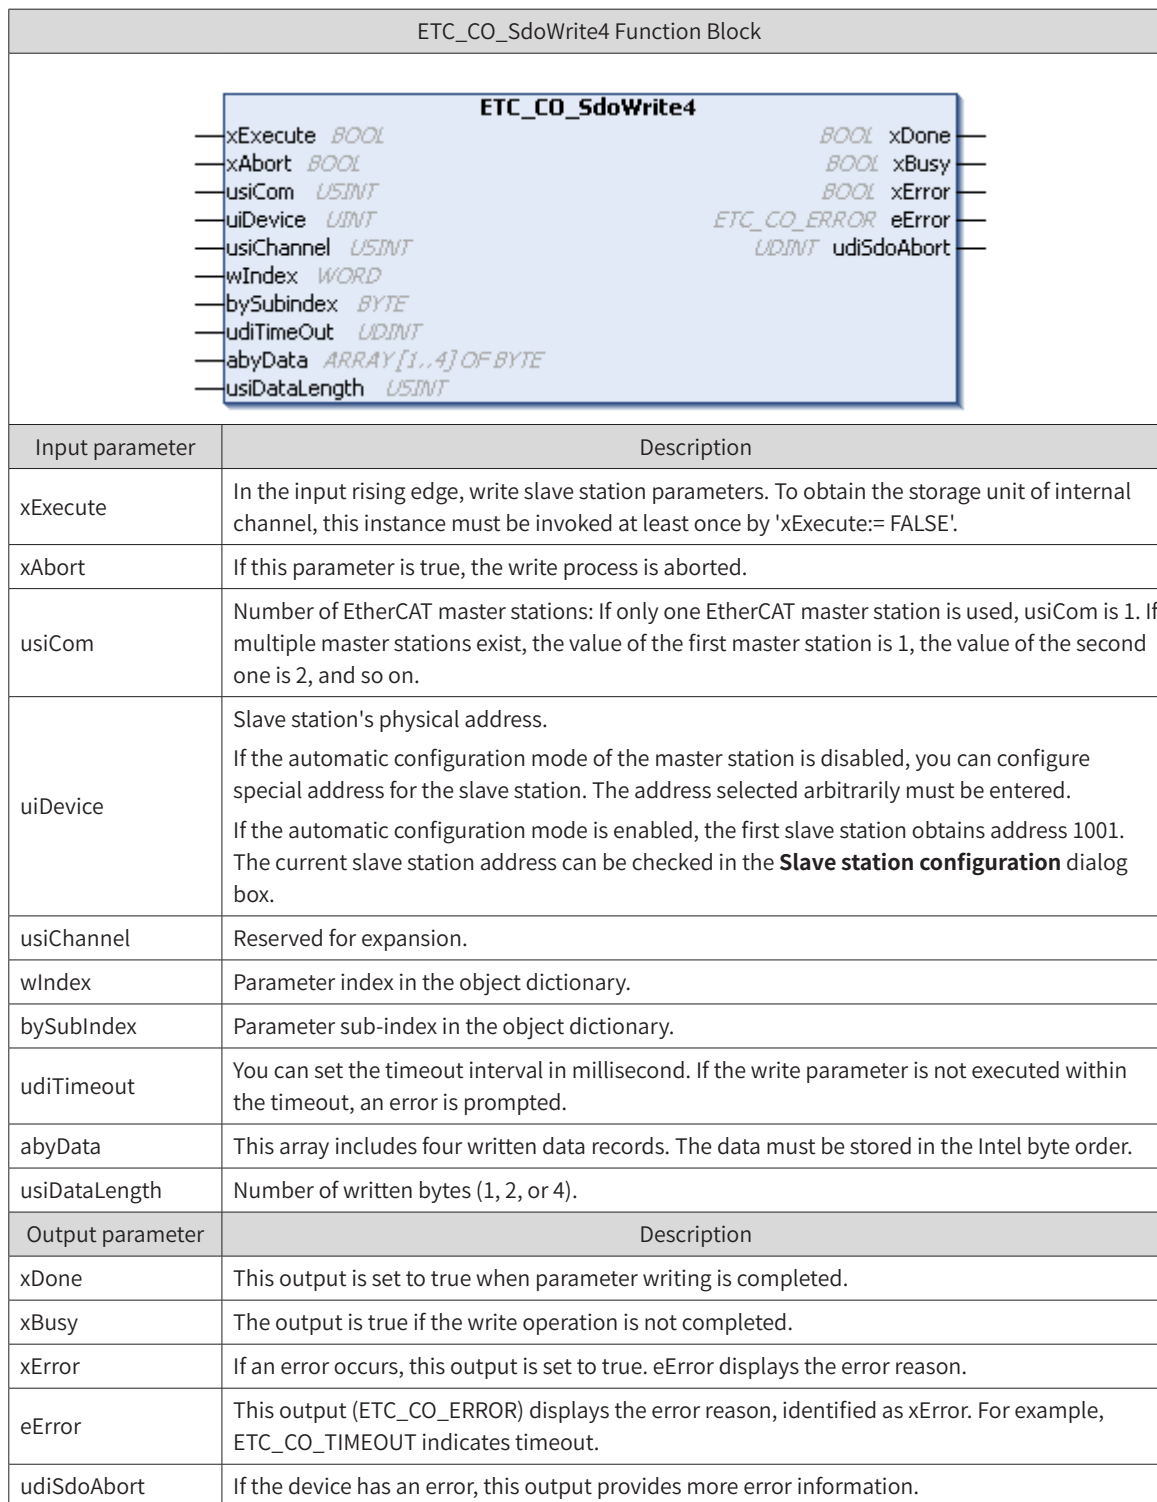 ETC_CO_SdoWrite4 Function Block
ETC_CO_SdoWrite4
xExecute BOOL
BOOL xDone
xAbort BOOL
BOOL xBusy
usiCom USINT
BOOL xError
uiDevice UINT
ETC_CO_ERROR eError
usiChannel USINT
UDINT udiSdoAbort
wIndex WORD
bySubindex BYTE
udiTimeOut UDINT
abyData ARRAY [1..4] OF BYTE
usiDataLength USINT
Input parameter Description
xExecute
In the input rising edge, write slave station parameters. To obtain the storage unit of internal
channel, this instance must be invoked at least once by 'xExecute:= FALSE'.
xAbort If this parameter is true, the write process is aborted.
usiCom
Number of EtherCAT master stations: If only one EtherCAT master station is used, usiCom is 1. If
multiple master stations exist, the value of the first master station is 1, the value of the second
one is 2, and so on.
uiDevice
Slave station's physical address.
If the automatic configuration mode of the master station is disabled, you can configure
special address for the slave station. The address selected arbitrarily must be entered.
If the automatic configuration mode is enabled, the first slave station obtains address 1001.
The current slave station address can be checked in the Slave station configuration dialog
box.
usiChannel Reserved for expansion.
wIndex Parameter index in the object dictionary.
bySubIndex Parameter sub-index in the object dictionary.
udiTimeout
You can set the timeout interval in millisecond. If the write parameter is not executed within
the timeout, an error is prompted.
abyData This array includes four written data records. The data must be stored in the Intel byte order.
usiDataLength Number of written bytes (1, 2, or 4).
Output parameter Description
xDone This output is set to true when parameter writing is completed.
xBusy The output is true if the write operation is not completed.
xError If an error occurs, this output is set to true. eError displays the error reason.
eError
This output (ETC_CO_ERROR) displays the error reason, identified as xError. For example,
ETC_CO_TIMEOUT indicates timeout.
udiSdoAbort If the device has an error, this output provides more error information.